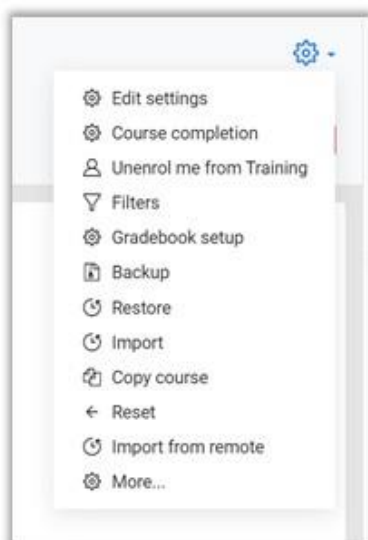 Edit settings
Course completion
Unenrol me from Training
Filters
Gradebook setup
Backup
Restore
Import
Copy course
Reset
Import from remote
More...